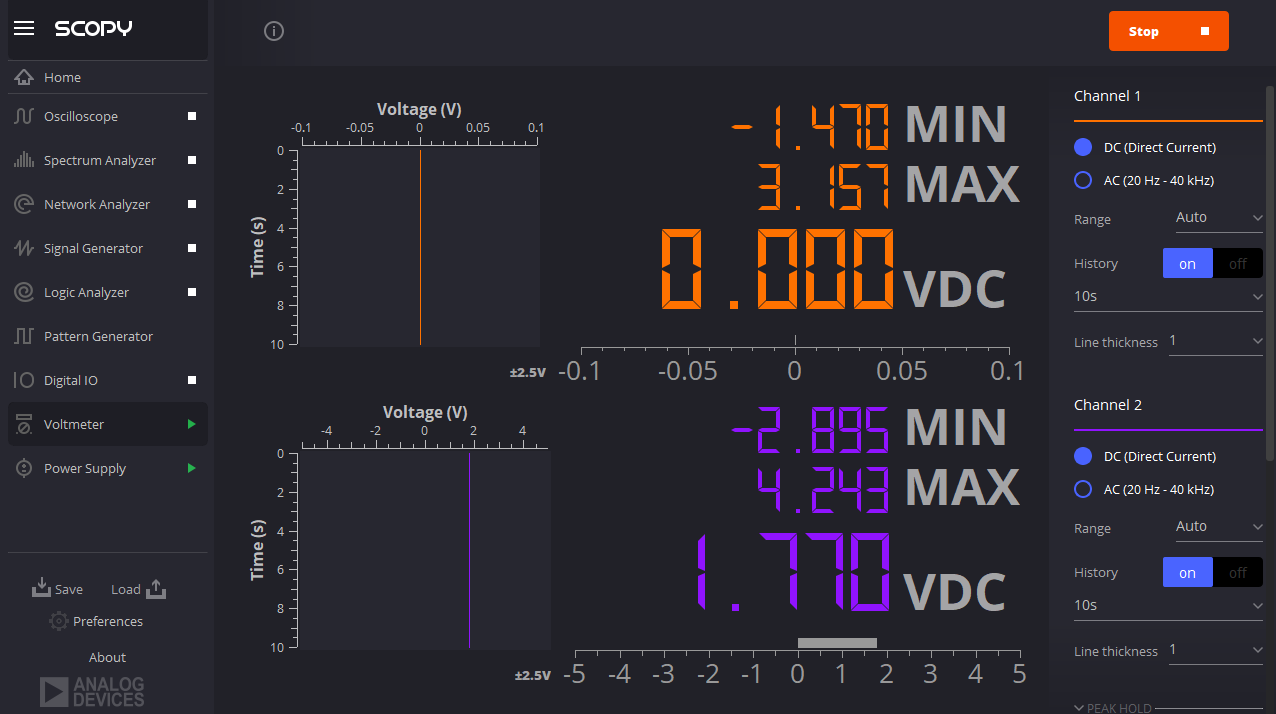 SCOPY
Stop
Home
Oscilloscope
Spectrum Analyzer
Network Analyzer
Signal Generator
Logic Analyzer
Pattern Generator
Digital IO
Voltmeter
Power Supply
Save Load
Preferences
About
ANALOG
DEVICES
Voltage (V)
-0.1 -0.05 0 0.05 0.1
Time (s)
0
2
4
6
8
10
±2.5V
-1.470 MIN
3.157 MAX
0.000 VDC
-0.1 -0.05 0 0.05 0.1
Voltage (V)
-4 -2 0 2 4
Time (s)
0
2
4
6
8
10
±2.5V
-2.895 MIN
4.243 MAX
1.770 VDC
-5 -4 -3 -2 -1 0 1 2 3 4 5
Channel 1
DC (Direct Current)
AC (20 Hz - 40 kHz)
Range Auto
History on off
10s
Line thickness 1
Channel 2
DC (Direct Current)
AC (20 Hz - 40 kHz)
Range Auto
History on off
10s
Line thickness 1
PEAK HOLD